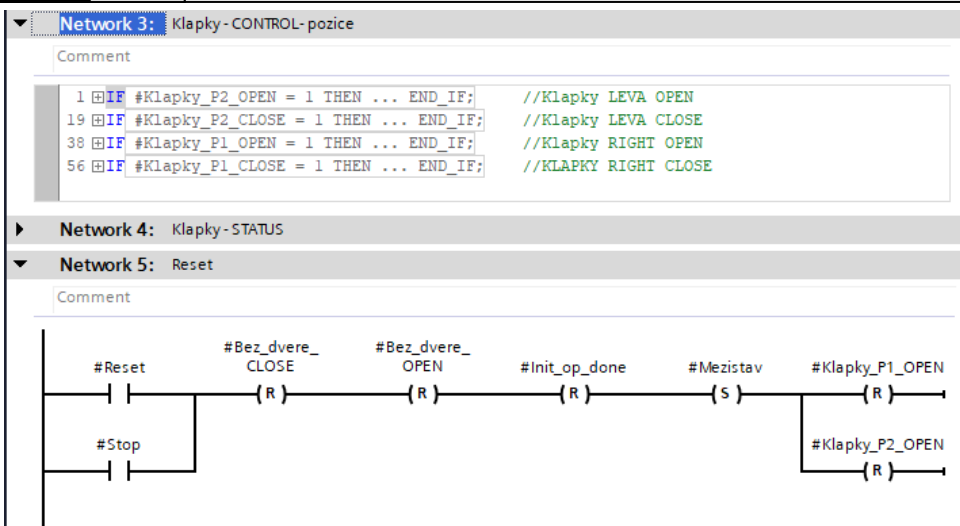 Network 3: Klapky - CONTROL- pozice
Comment
1 IF #Klapky_P2_OPEN = 1 THEN ... END_IF; //Klapky LEVA OPEN
19 IF #Klapky_P2_CLOSE = 1 THEN ... END_IF; //Klapky LEVA CLOSE
38 IF #Klapky_P1_OPEN = 1 THEN ... END_IF; //Klapky RIGHT OPEN
56 IF #Klapky_P1_CLOSE = 1 THEN ... END_IF; //KLAPKY RIGHT CLOSE
Network 4: Klapky - STATUS
Network 5: Reset
Comment
#Bez_dvere_ #Bez_dvere_
#Reset CLOSE OPEN #Init_op_done #Mezistav #Klapky_P1_OPEN
R R R S R
#Stop #Klapky_P2_OPEN
R